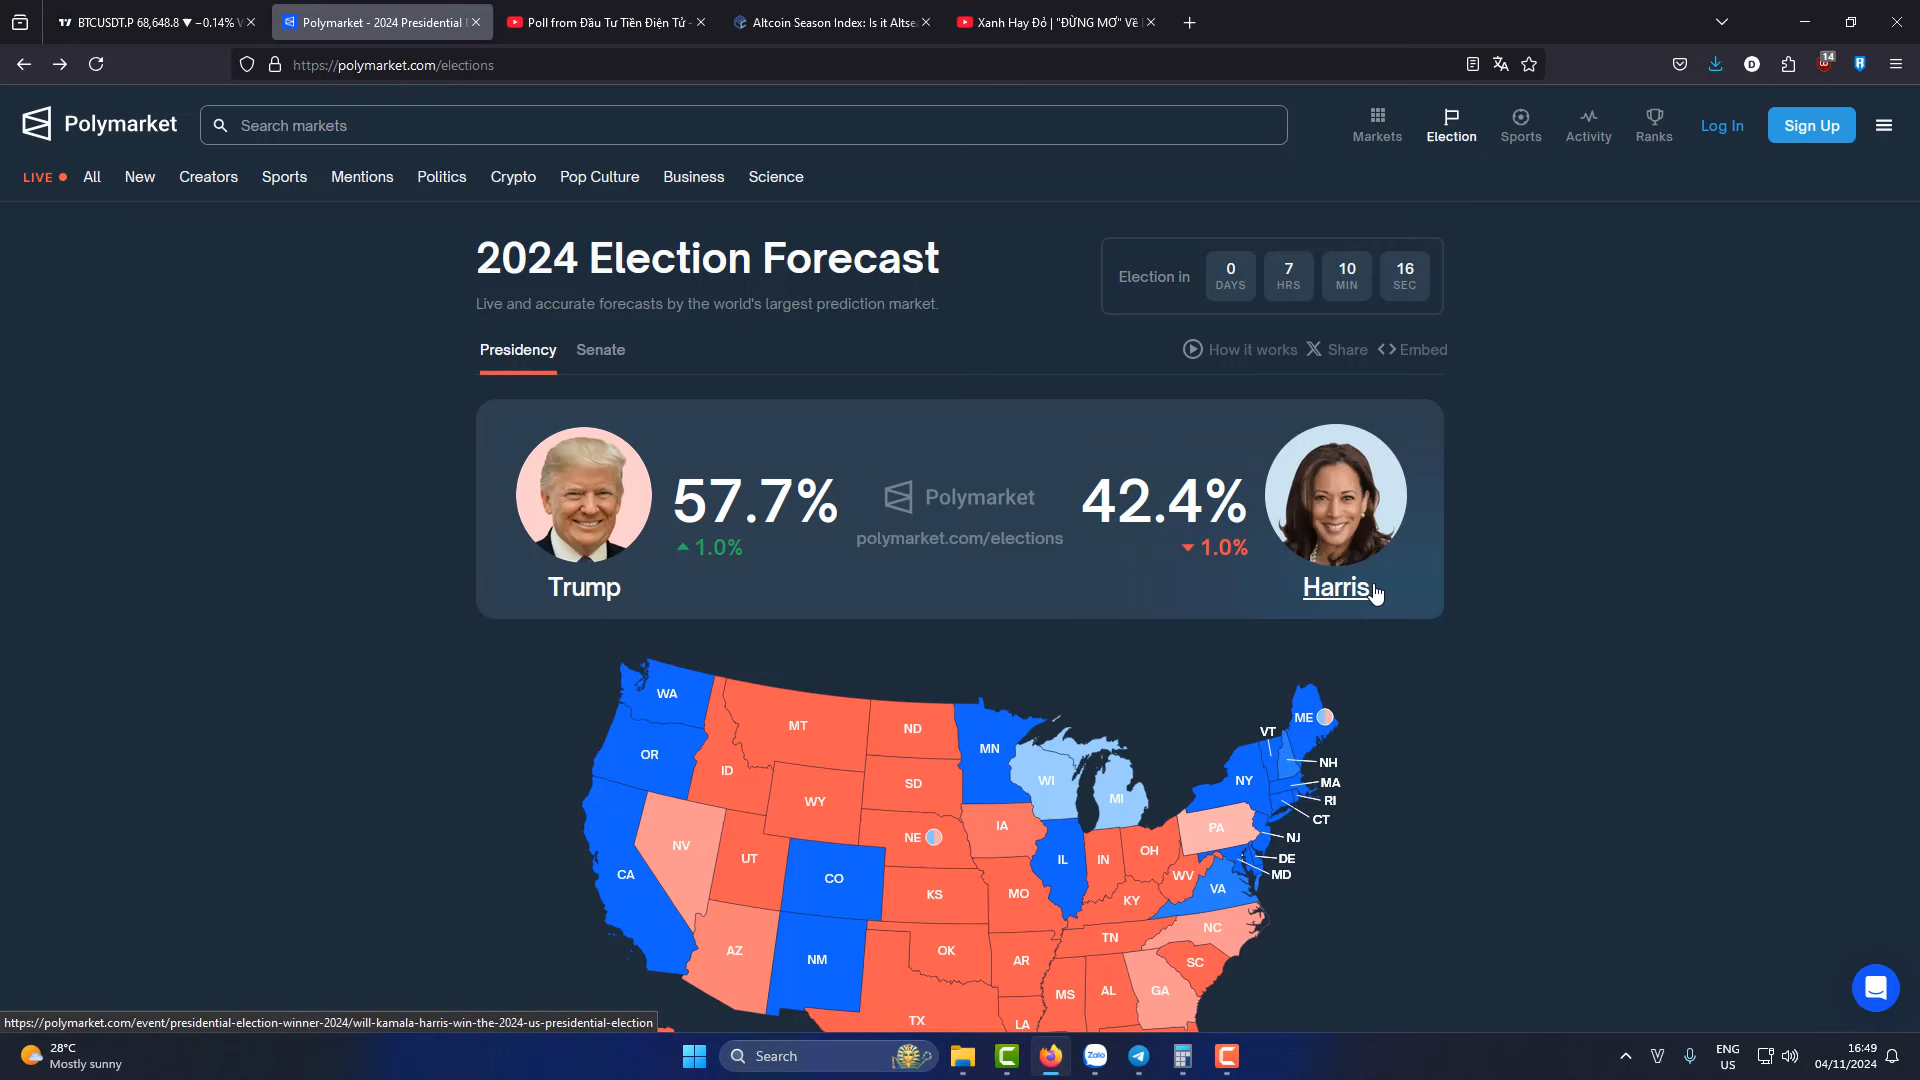 BTCUSDT.P 68,648.8 ▼ −0.14% V
Polymarket - 2024 Presidential
Poll from Đầu Tư Tiền Điện Tử -
Altcoin Season Index: Is it Altse
Xanh Hay Đỏ | "ĐỪNG MƠ" Về
https://polymarket.com/elections
14
Polymarket
Search markets
Markets
Election
Sports
Activity
Ranks
Log In
Sign Up
LIVE
All
New
Creators
Sports
Mentions
Politics
Crypto
Pop Culture
Business
Science
2024 Election Forecast
Live and accurate forecasts by the world's largest prediction market.
Election in
0 DAYS
7 HRS
10 MIN
16 SEC
Presidency
Senate
How it works
Share
Embed
57.7%
1.0%
Trump
Polymarket
polymarket.com/elections
42.4%
1.0%
Harris
WA
MT
ND
MN
ME
VT
OR
ID
SD
WI
NY
NH
MA
WY
MI
RI
CT
NV
NE
IA
PA
NJ
UT
IL
IN
OH
DE
CA
CO
MD
KS
MO
WV
VA
KY
NC
AZ
NM
OK
TN
AR
SC
MS
AL
GA
TX
LA
https://polymarket.com/event/presidential-election-winner-2024/will-kamala-harris-win-the-2024-us-presidential-election
28°C
Mostly sunny
Search
Zalo
ENG
US
16:49
04/11/2024